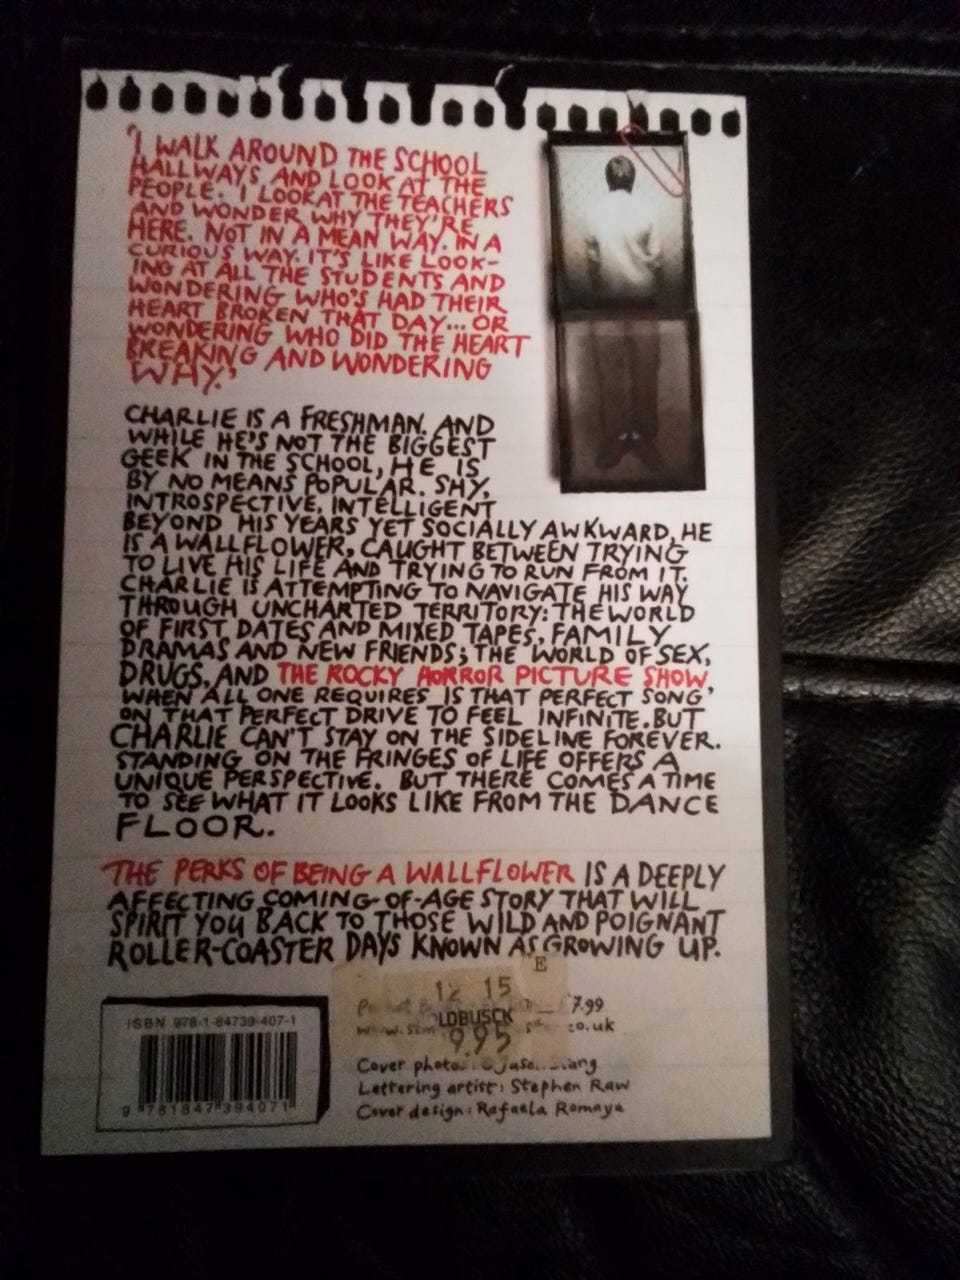 'I WALK AROUND THE SCHOOL
HALLWAYS AND LOOK AT THE
PEOPLE. I LOOK AT THE TEACHERS
AND WONDER WHY THEY'RE
HERE. NOT IN A MEAN WAY. IN A
CURIOUS WAY. IT'S LIKE LOOK-
ING AT ALL THE STUDENTS AND
WONDERING WHO'S HAD THEIR
HEART BROKEN THAT DAY... OR
WONDERING WHO DID THE HEART
BREAKING AND WONDERING
WHY.'
CHARLIE IS A FRESHMAN. AND
WHILE HE'S NOT THE BIGGEST
GEEK IN THE SCHOOL, HE IS
BY NO MEANS POPULAR. SHY,
INTROSPECTIVE, INTELLIGENT
BEYOND HIS YEARS YET SOCIALLY AWKWARD, HE
IS A WALLFLOWER, CAUGHT BETWEEN TRYING
TO LIVE HIS LIFE AND TRYING TO RUN FROM IT.
CHARLIE IS ATTEMPTING TO NAVIGATE HIS WAY
THROUGH UNCHARTED TERRITORY: THE WORLD
OF FIRST DATES AND MIXED TAPES, FAMILY
DRAMAS AND NEW FRIENDS; THE WORLD OF SEX,
DRUGS, AND THE ROCKY HORROR PICTURE SHOW,
WHEN ALL ONE REQUIRES IS THAT PERFECT SONG
ON THAT PERFECT DRIVE TO FEEL INFINITE. BUT
CHARLIE CAN'T STAY ON THE SIDELINE FOREVER.
STANDING ON THE FRINGES OF LIFE OFFERS A
UNIQUE PERSPECTIVE. BUT THERE COMES A TIME
TO SEE WHAT IT LOOKS LIKE FROM THE DANCE
FLOOR.
THE PERKS OF BEING A WALLFLOWER IS A DEEPLY
AFFECTING COMING-OF-AGE STORY THAT WILL
SPIRIT YOU BACK TO THOSE WILD AND POIGNANT
ROLLER-COASTER DAYS KNOWN AS GROWING UP.
E
12 15
7.99
LDBUSCK
co.uk
995
Cover photo:
Lettering artist: Stephen Raw
Cover design: Rafaela Romaya
ISBN 978-1-84739-407-1
9 781847 394071